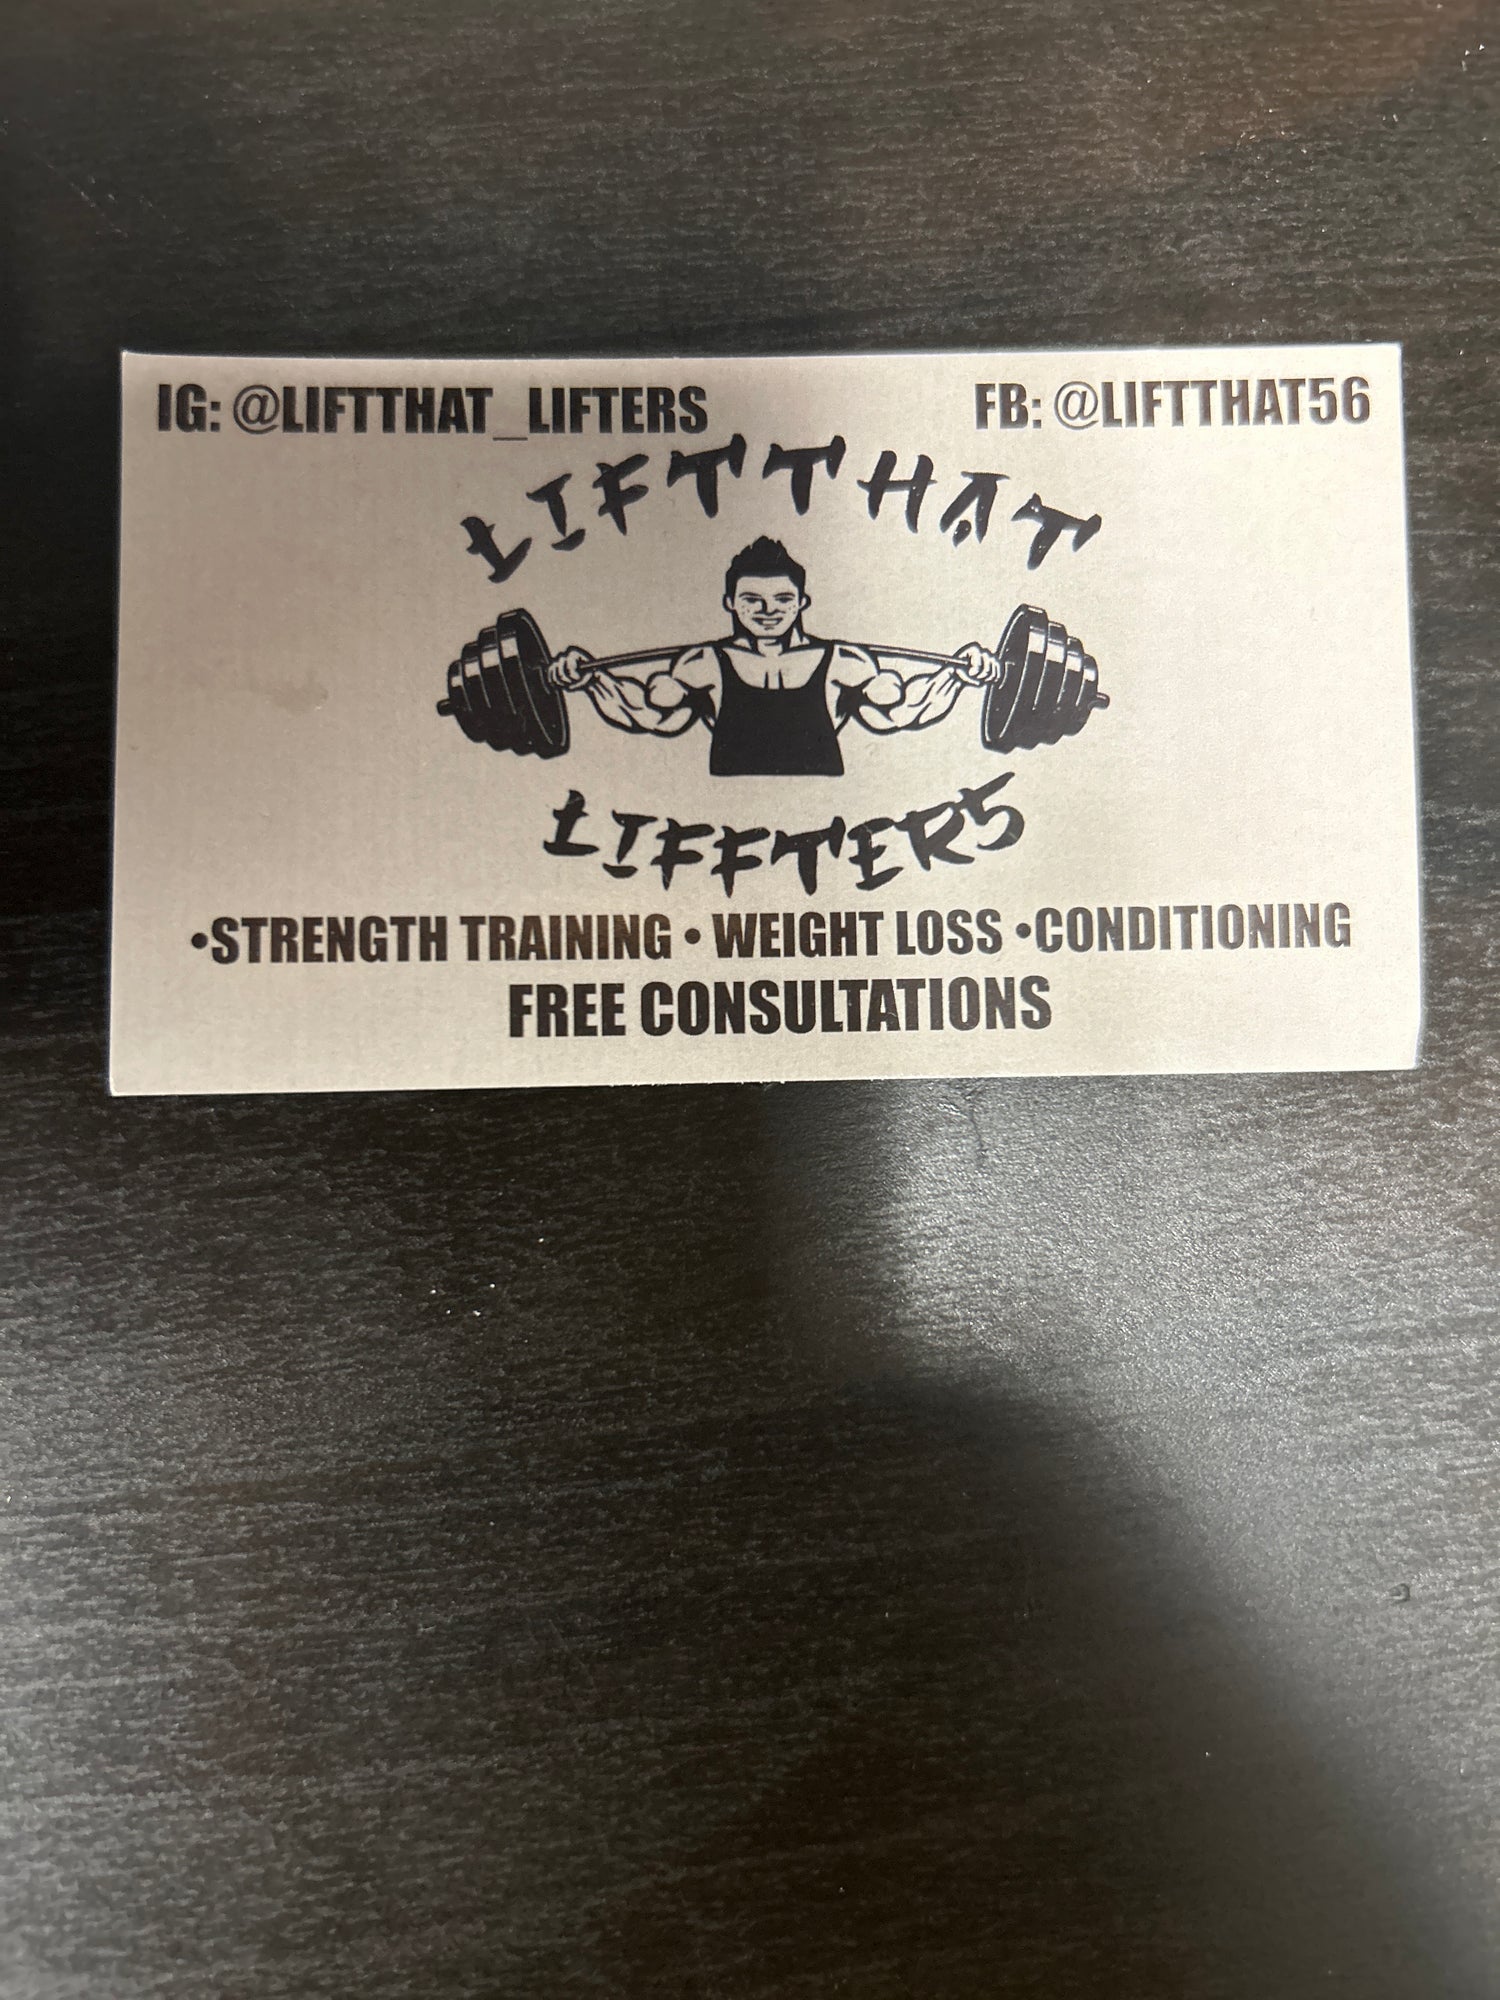 IG: @LIFTTHAT_LIFTERS
FB: @LIFTTHAT56
LIFTTHAT
LIFFTERS
•STRENGTH TRAINING • WEIGHT LOSS •CONDITIONING
FREE CONSULTATIONS